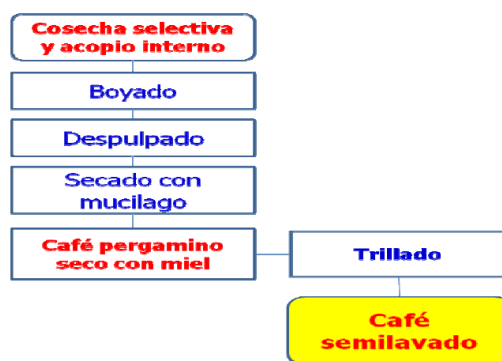 Cosecha selectiva
y acopio interno
Boyado
Despulpado
Secado con
mucilago
Café pergamino
seco con miel
Trillado
Café
semilavado